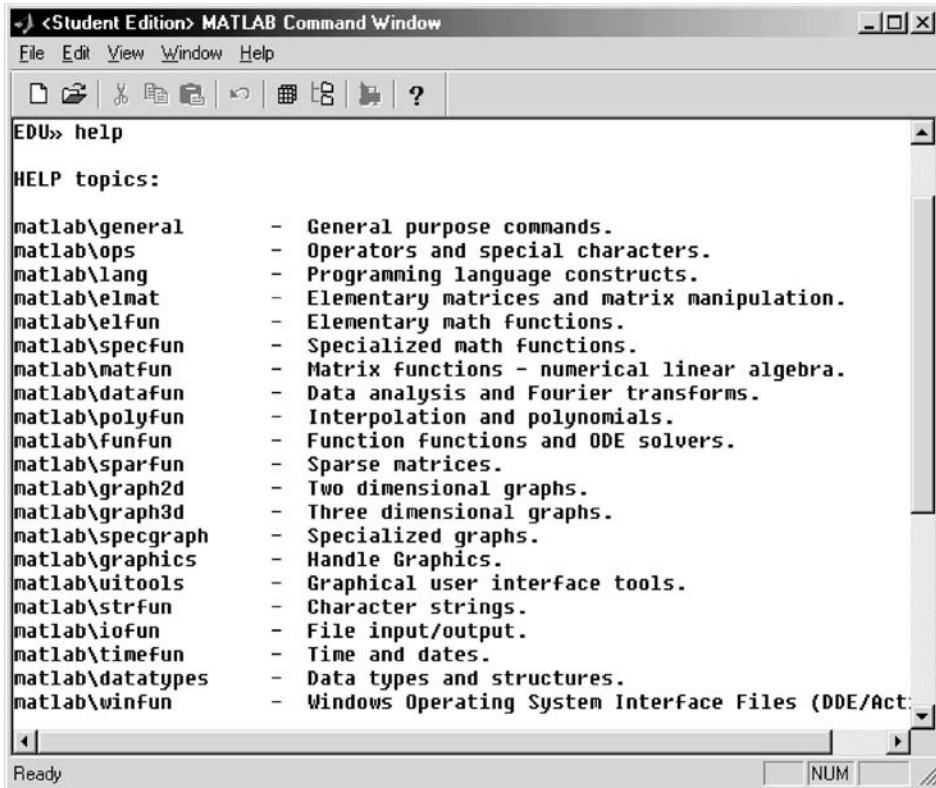 <Student Edition> MATLAB Command Window
File Edit View Window Help
?
EDU» help
HELP topics:
matlab\general - General purpose commands.
matlab\ops - Operators and special characters.
matlab\lang - Programming language constructs.
matlab\elmat - Elementary matrices and matrix manipulation.
matlab\elfun - Elementary math functions.
matlab\specfun - Specialized math functions.
matlab\matfun - Matrix functions - numerical linear algebra.
matlab\datafun - Data analysis and Fourier transforms.
matlab\polyfun - Interpolation and polynomials.
matlab\funfun - Function functions and ODE solvers.
matlab\sparfun - Sparse matrices.
matlab\graph2d - Two dimensional graphs.
matlab\graph3d - Three dimensional graphs.
matlab\specgraph - Specialized graphs.
matlab\graphics - Handle Graphics.
matlab\uitools - Graphical user interface tools.
matlab\strfun - Character strings.
matlab\iofun - File input/output.
matlab\timefun - Time and dates.
matlab\datatypes - Data types and structures.
matlab\winfun - Windows Operating System Interface Files (DDE/Acti
Ready NUM